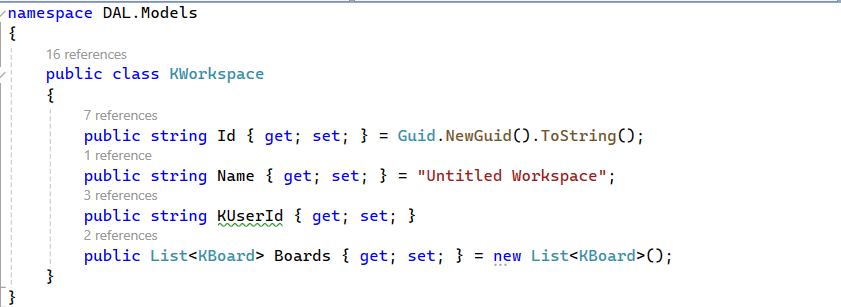 namespace DAL.Models
{
16 references
public class KWorkspace
{
7 references
public string Id { get; set; } = Guid.NewGuid().ToString();
1 reference
public string Name { get; set; } = "Untitled Workspace";
3 references
public string KUserId { get; set; }
2 references
public List<KBoard> Boards { get; set; } = new List<KBoard>();
}
}